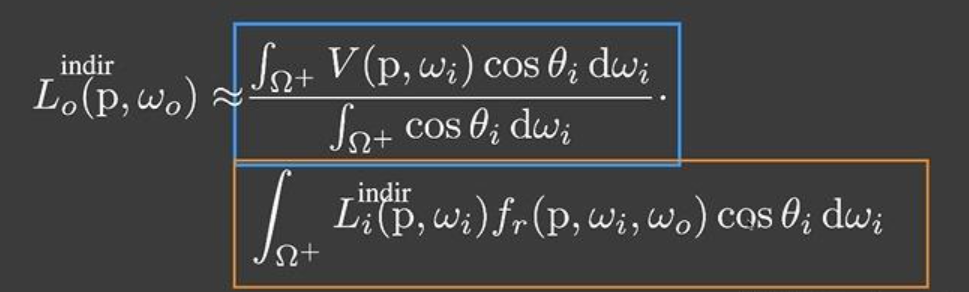 L_o^{indir}(p, ω_o) ≈ \frac{∫_{Ω^+} V(p, ω_i) cos θ_i dω_i}{∫_{Ω^+} cos θ_i dω_i} ·
∫_{Ω^+} L_i^{indir}(p, ω_i) f_r(p, ω_i, ω_o) cos θ_i dω_i